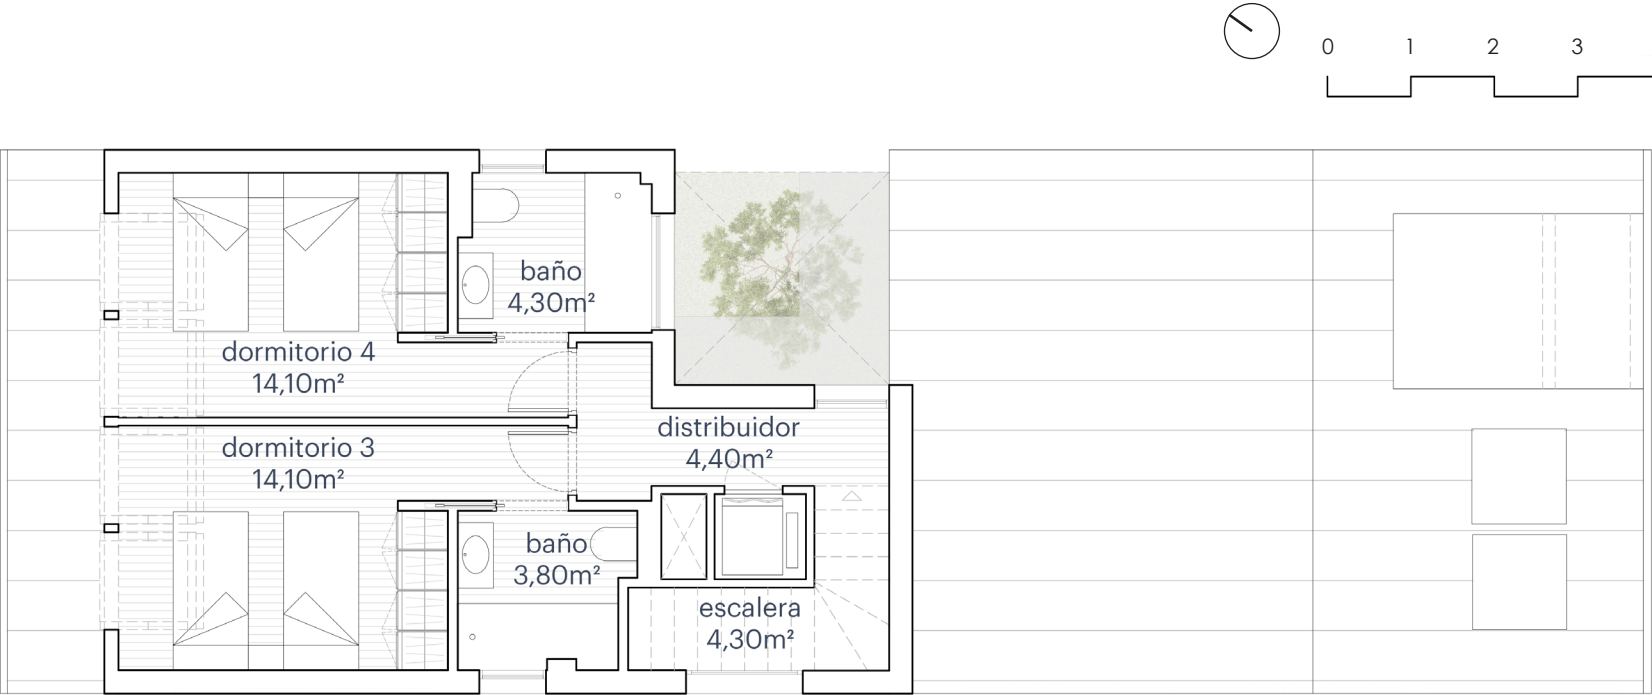 0 1 2 3
baño
4,30m²
dormitorio 4
14,10m²
distribuidor
4,40m²
dormitorio 3
14,10m²
baño
3,80m²
escalera
4,30m²